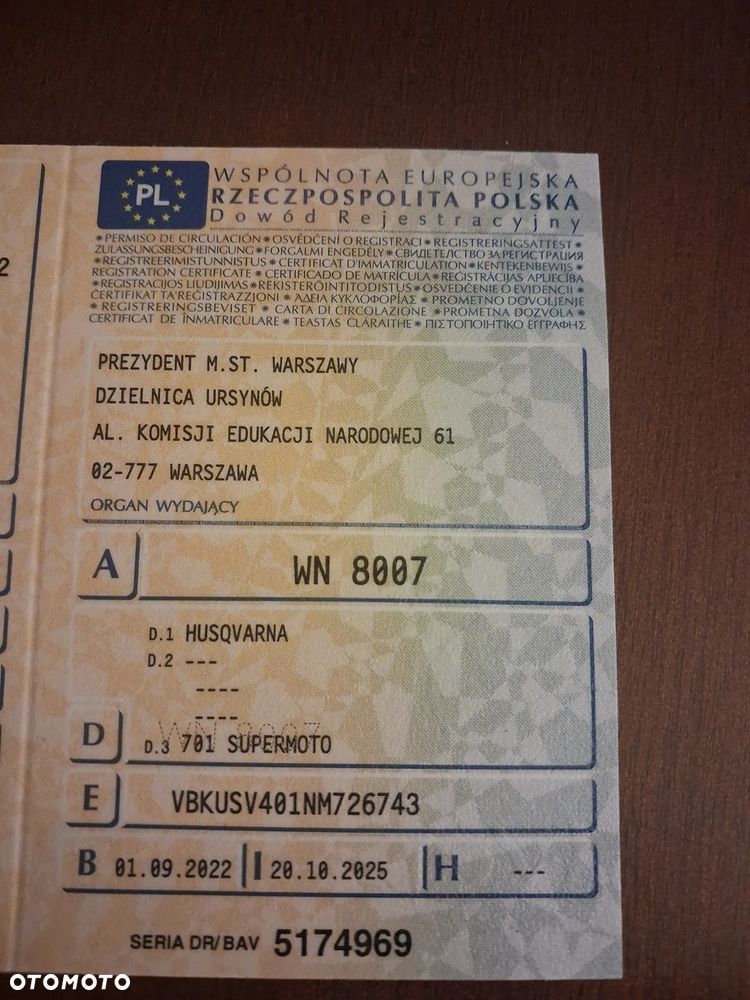 2
PL
WSPÓLNOTA EUROPEJSKA
RZECZPOSPOLITA POLSKA
Dowód Rejestracyjny
* PERMISO DE CIRCULACIÓN * OSVĚDČENÍ O REGISTRACI * REGISTRERINGSATTEST *
ZULASSUNGSBESCHEINIGUNG * FORGALMI ENGEDÉLY * СВИДЕТЕЛСТВО ЗА РЕГИСТРАЦИЯ
* REGISTREERIMISTUNNISTUS * CERTIFICAT D'IMMATRICULATION * KENTEKENBEWIJS *
REGISTRATION CERTIFICATE * CERTIFICADO DE MATRÍCULA * REĢISTRĀCIJAS APLIECĪBA
* REGISTRACIJOS LIUDIJIMAS * REKISTERÖINTITODISTUS * OSVEDČENIE O EVIDENCII *
ĊERTIFIKAT TA'REĠISTRAZZJONI * ΑΔΕΙΑ ΚΥΚΛΟΦΟΡΙΑΣ * PROMETNO DOVOLJENJE
* REGISTRERINGSBEVISET * CARTA DI CIRCOLAZIONE * PROMETNA DOZVOLA *
CERTIFICAT DE ÎNMATRICULARE * TEASTAS CLARAITHE * ΠΙΣΤΟΠΟΙΗΤΙΚΟ ΕΓΓΡΑΦΗΣ
PREZYDENT M.ST. WARSZAWY
DZIELNICA URSYNÓW
AL. KOMISJI EDUKACJI NARODOWEJ 61
02-777 WARSZAWA
ORGAN WYDAJĄCY
A WN 8007
D.1 HUSQVARNA
D.2 ---
----
----
WN 8007
D D.3 701 SUPERMOTO
E VBKUSV401NM726743
B 01.09.2022 I 20.10.2025 H ---
SERIA DR/BAV 5174969
OTOMOTO